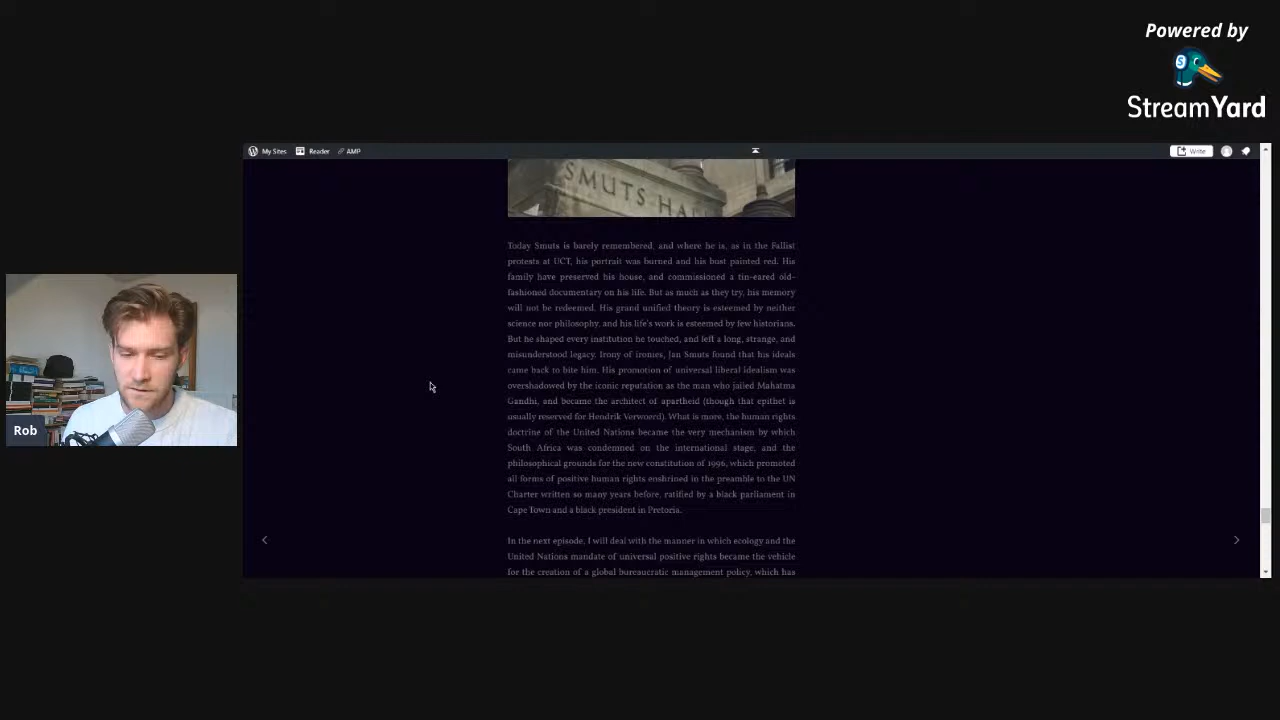 Powered by
StreamYard
My Sites
Reader
AMP
Write
SMUTS HAL
Today Smuts is barely remembered, and where he is, as in the Fallist
protests at UCT, his portrait was burned and his bust painted red. His
family have preserved his house, and commissioned a tin-eared old-
fashioned documentary on his life. But as much as they try, his memory
will not be redeemed. His grand unified theory is esteemed by neither
science nor philosophy, and his life's work is esteemed by few historians.
But he shaped every institution he touched, and left a long, strange, and
misunderstood legacy. Irony of ironies, Jan Smuts found that his ideals
came back to bite him. His promotion of universal liberal idealism was
overshadowed by the iconic reputation as the man who jailed Mahatma
Gandhi, and became the architect of apartheid (though that epithet is
usually reserved for Hendrik Verwoerd). What is more, the human rights
doctrine of the United Nations became the very mechanism by which
South Africa was condemned on the international stage, and the
philosophical grounds for the new constitution of 1996, which promoted
all forms of positive human rights enshrined in the preamble to the UN
Charter written so many years before, ratified by a black parliament in
Cape Town and a black president in Pretoria.
In the next episode, I will deal with the manner in which ecology and the
United Nations mandate of universal positive rights became the vehicle
for the creation of a global bureaucratic management policy, which has
Rob